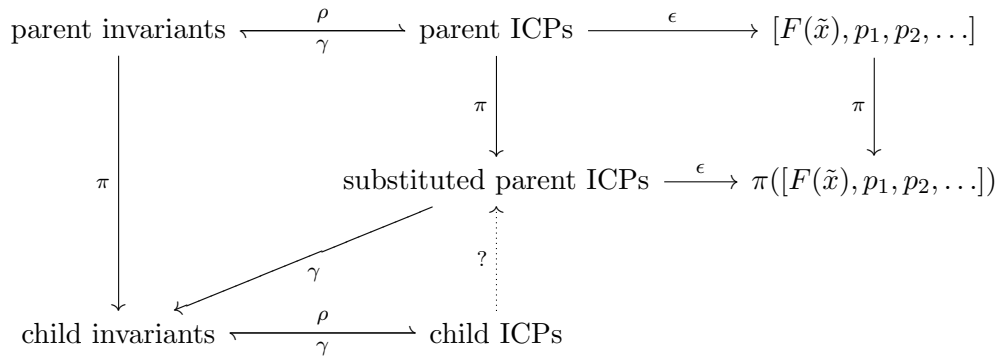 parent invariants ρ γ parent ICPs ϵ [F(x̃), p₁, p₂, …]
π π π
substituted parent ICPs ϵ π([F(x̃), p₁, p₂, …])
γ ?
child invariants ρ γ child ICPs